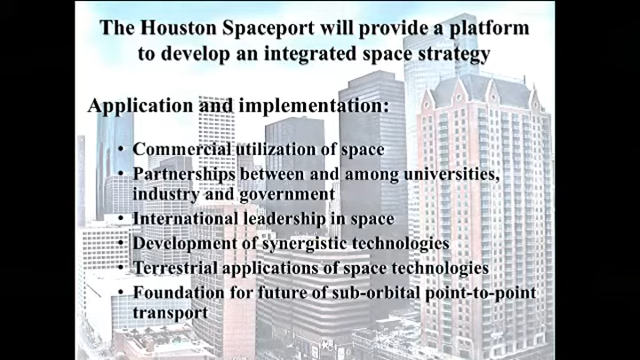 The Houston Spaceport will provide a platform
to develop an integrated space strategy
Application and implementation:
• Commercial utilization of space
• Partnerships between and among universities,
industry and government
• International leadership in space
• Development of synergistic technologies
• Terrestrial applications of space technologies
• Foundation for future of sub-orbital point-to-point
transport